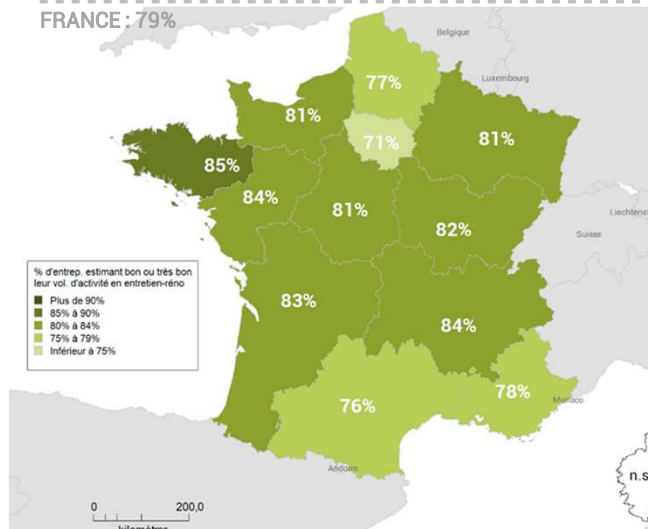 FRANCE : 79%
Belgique
77%
Luxembourg
81%
71%
81%
85%
84%
81%
82%
Liechtenst
Suisse
% d'entrep. estimant bon ou très bon
leur vol. d'activité en entretien-réno
Plus de 90%
85% à 90%
80% à 84%
75% à 79%
Inférieur à 75%
83%
84%
76%
78%
Monaco
Andorre
n.s
0 200,0
kilomètres